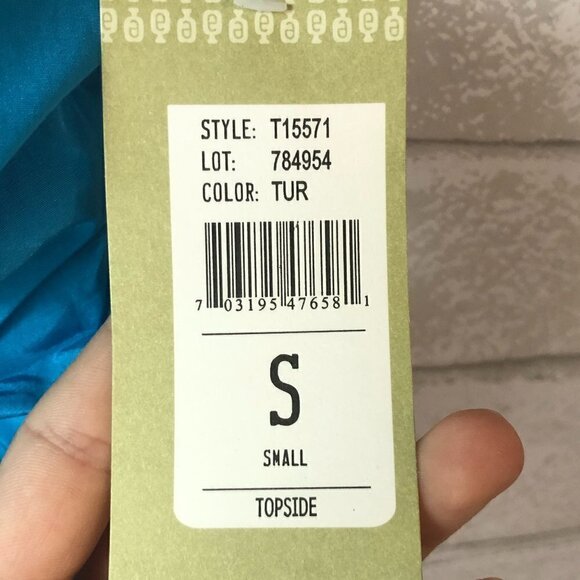 STYLE: T15571
LOT: 784954
COLOR: TUR
7 03195 47658 1
S
SMALL
TOPSIDE